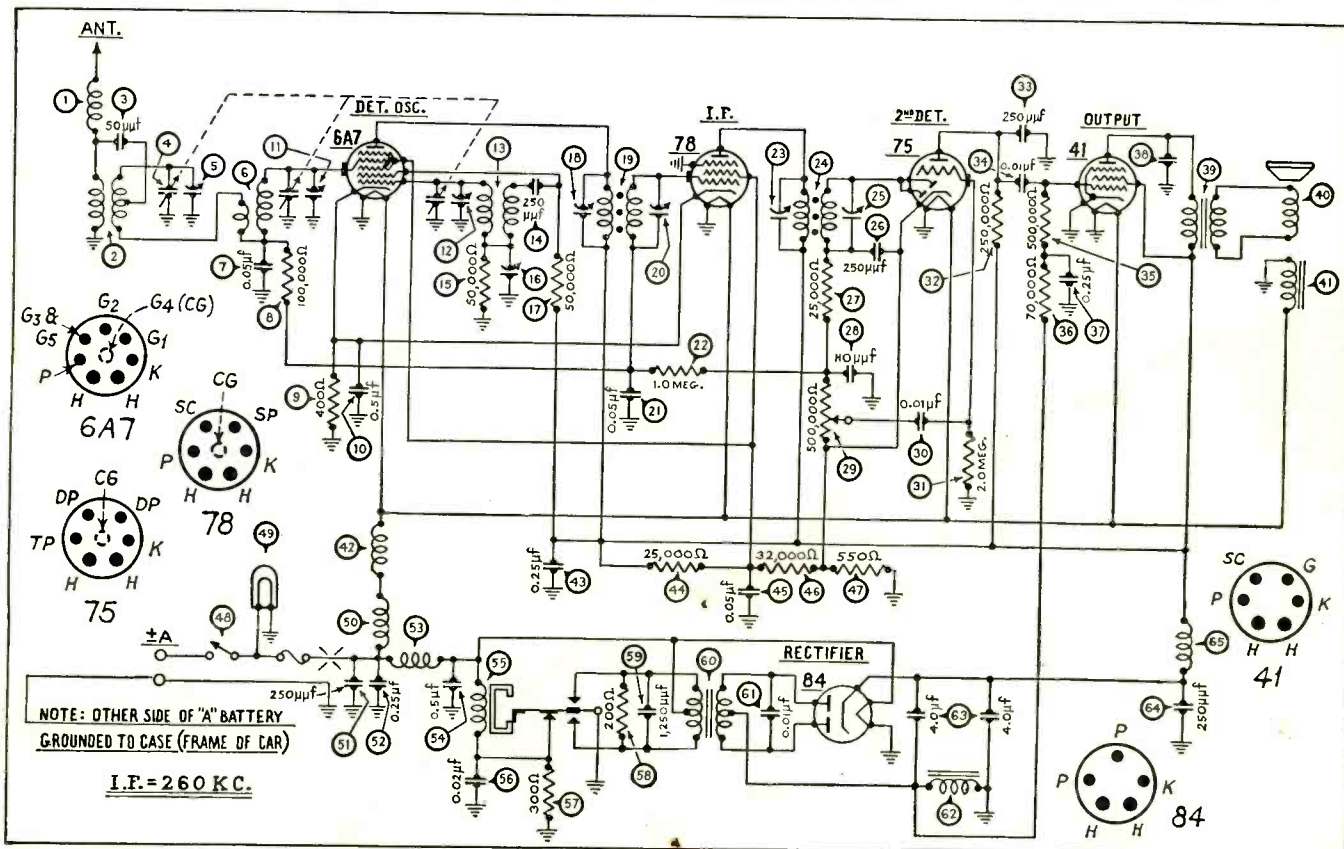 ANT.
1
3
50µµf
4
5
2
6
11
7
0.05µf
8
100,000Ω
DET. OSC.
6A7
13
12
250
µµf
14
15
50,000Ω
16
17
50,000Ω
18
19
20
I.F.
78
23
24
25
26
250µµf
2ND DET.
75
33
250µµf
34
0.01µf
32
250,000Ω
500,000Ω
35
OUTPUT
41
38
39
40
41
27
25,000Ω
28
110µµf
22
1.0 MEG.
21
0.05µf
9
400Ω
10
0.5µf
500,000Ω
29
0.01µf
30
31
2.0 MEG.
70,000Ω
36
37
0.25µf
G2
G3 &
G5
G4 (CG)
G1
P
K
H
H
6A7
CG
SC
SP
P
K
H
H
78
CG
DP
DP
TP
K
H
H
75
42
49
48
±A
50
53
0.25µf
43
25,000Ω
44
32,000Ω
46
550Ω
47
0.05µf
45
250µµf
51
0.25µf
52
0.5µf
54
55
0.02µf
56
300Ω
57
200Ω
58
59
1,250µµf
60
61
0.01µf
RECTIFIER
84
4.0µf
63
4.0µf
62
65
64
250µµf
SC
G
P
K
H
H
41
P
P
K
H
H
84
NOTE: OTHER SIDE OF "A" BATTERY
GROUNDED TO CASE (FRAME OF CAR)
I.F.=260 KC.